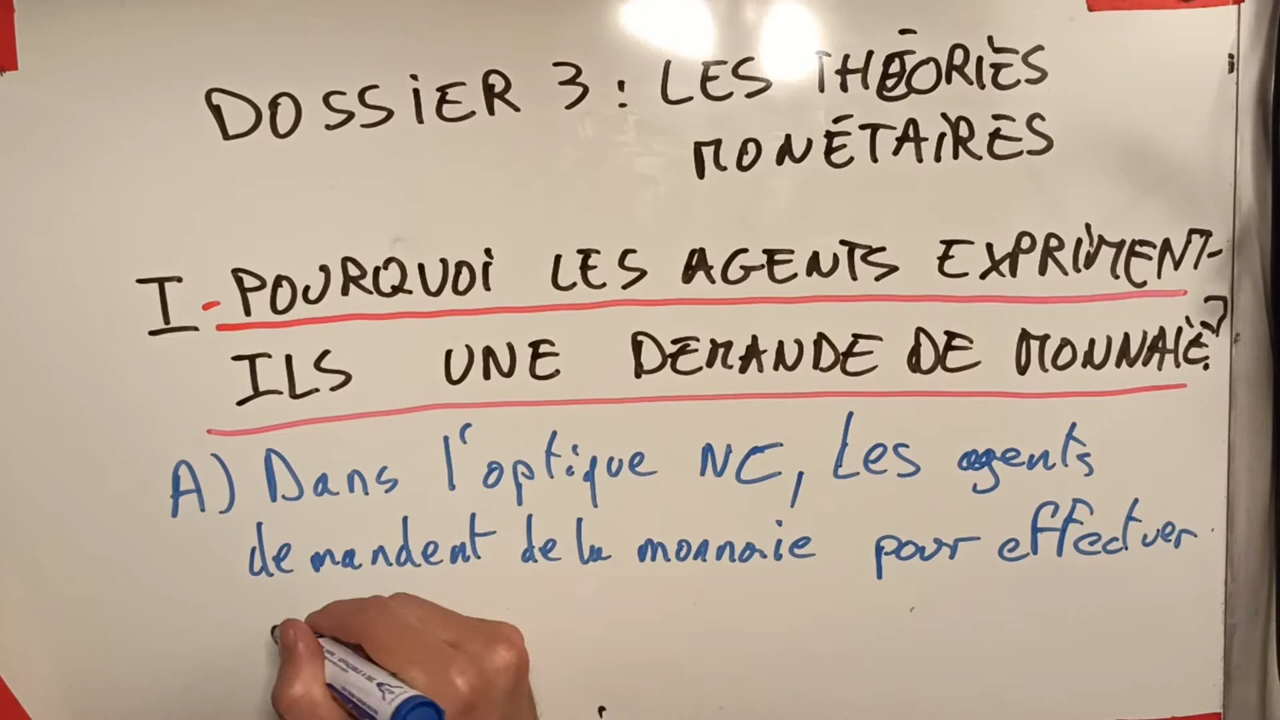 DOSSIER 3 : LES THÉORIES
MONÉTAIRES
I - POURQUOI LES AGENTS EXPRIMENT-
ILS UNE DEMANDE DE MONNAIE ?
A) Dans l'optique NC, Les agents
demandent de la monnaie pour effectuer